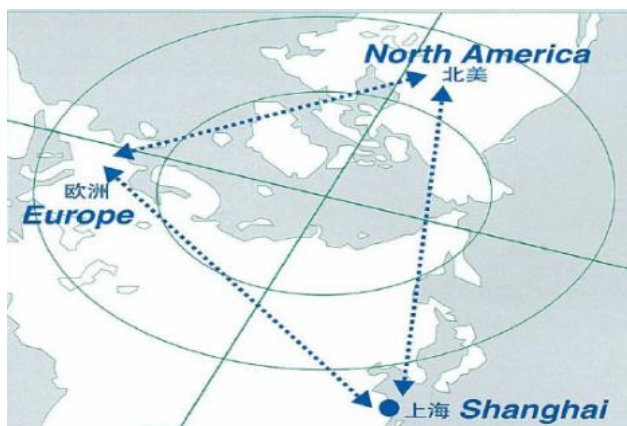 North America
北美
欧洲
Europe
上海 Shanghai